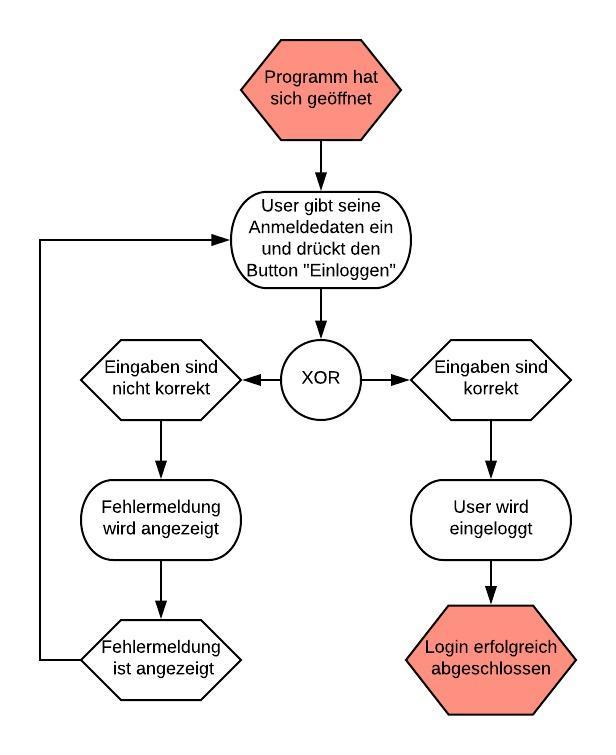 Programm hat
sich geöffnet
User gibt seine
Anmeldedaten ein
und drückt den
Button "Einloggen"
Eingaben sind
nicht korrekt
XOR
Eingaben sind
korrekt
Fehlermeldung
wird angezeigt
User wird
eingeloggt
Fehlermeldung
ist angezeigt
Login erfolgreich
abgeschlossen